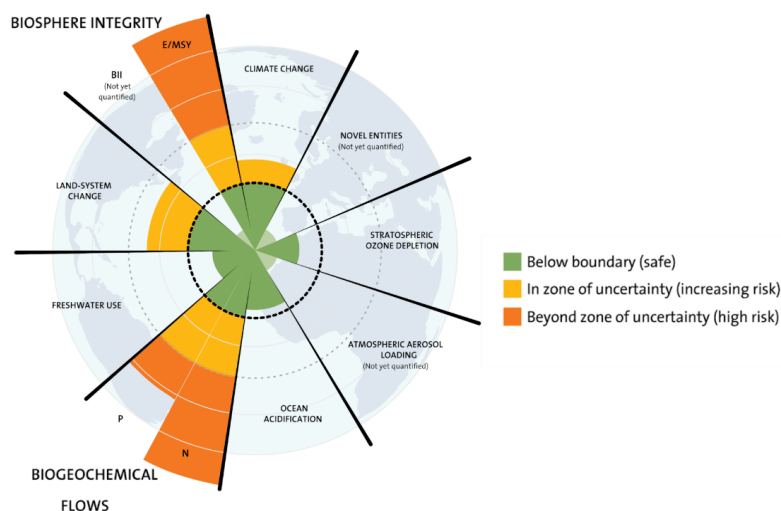 BIOSPHERE INTEGRITY
E/MSY
BII
(Not yet
quantified)
CLIMATE CHANGE
NOVEL ENTITIES
(Not yet quantified)
LAND-SYSTEM
CHANGE
STRATOSPHERIC
OZONE DEPLETION
Below boundary (safe)
In zone of uncertainty (increasing risk)
Beyond zone of uncertainty (high risk)
FRESHWATER USE
ATMOSPHERIC AEROSOL
LOADING
(Not yet quantified)
OCEAN
ACIDIFICATION
P
N
BIOGEOCHEMICAL
FLOWS